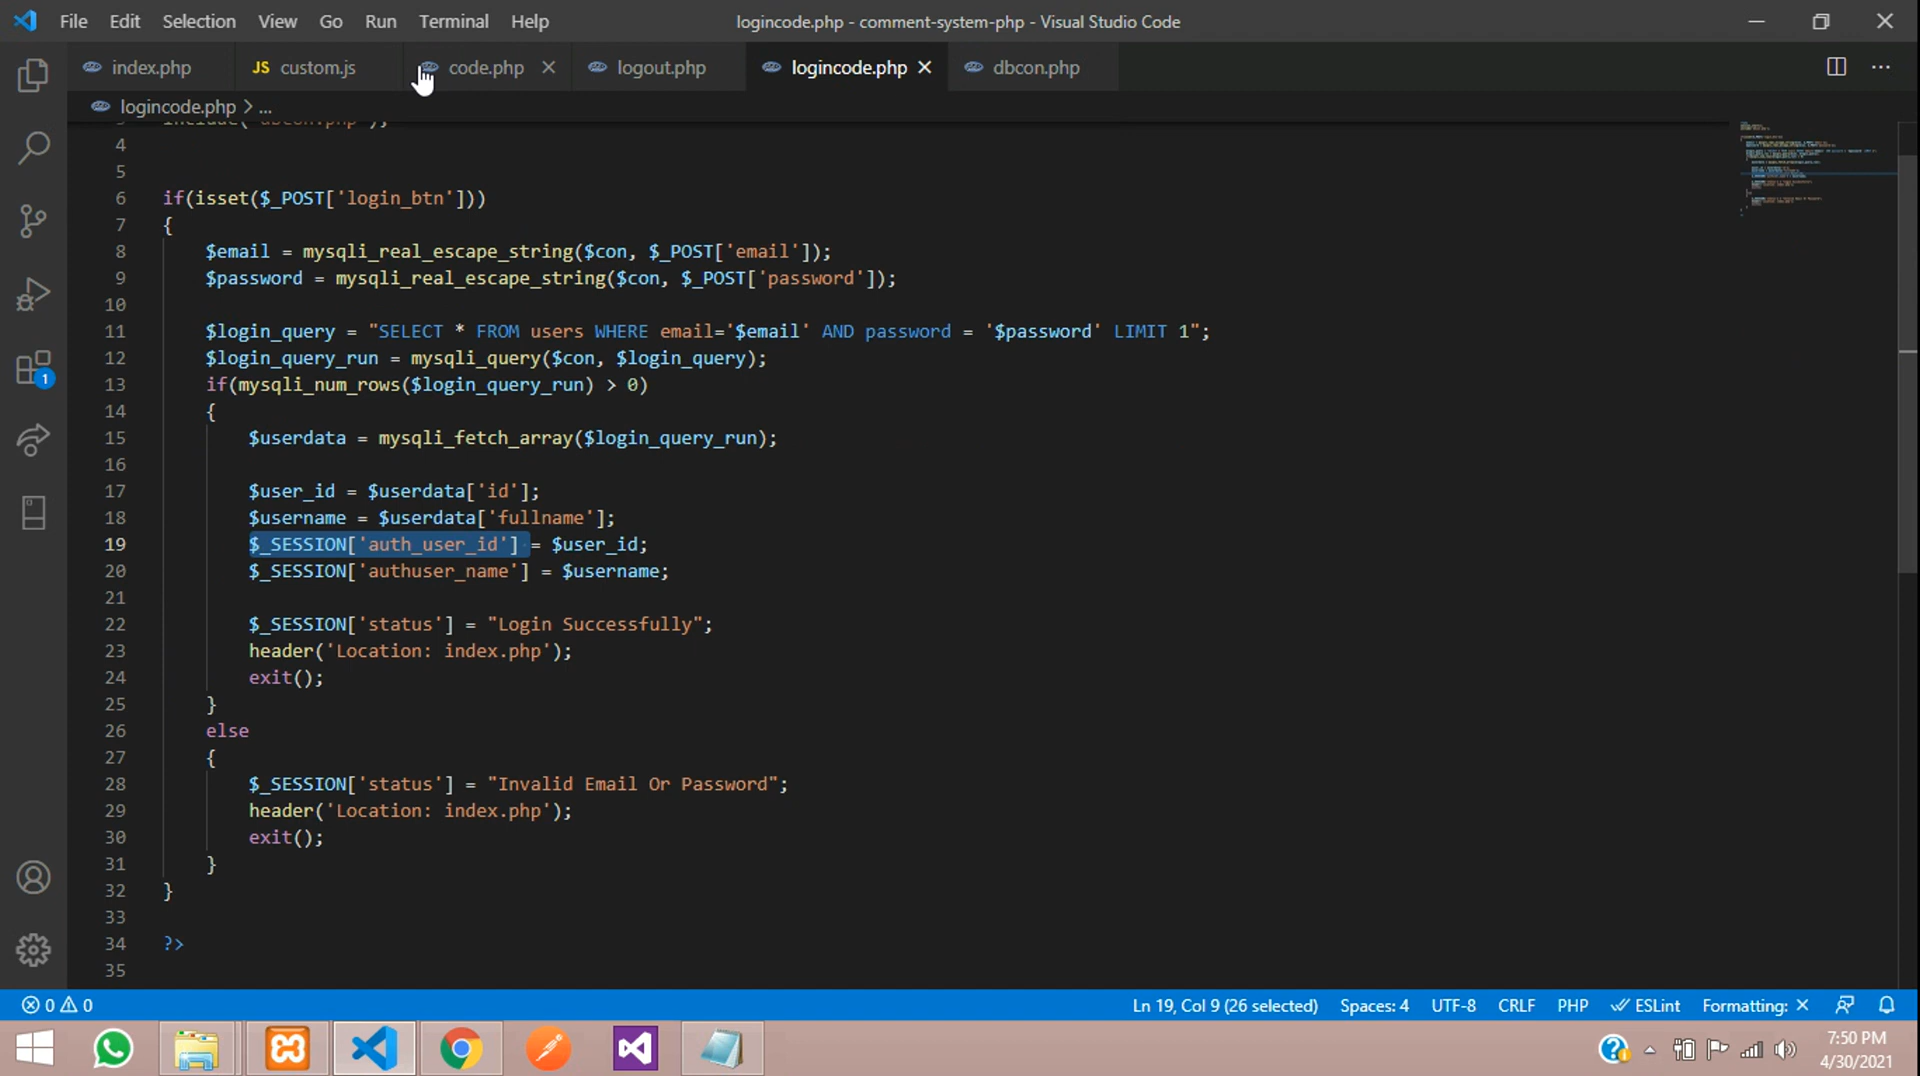 File Edit Selection View Go Run Terminal Help logincode.php - comment-system-php - Visual Studio Code
index.php JS custom.js code.php logout.php logincode.php dbcon.php ...
logincode.php > ...
4
5
6 if(isset($_POST['login_btn']))
7 {
8 $email = mysqli_real_escape_string($con, $_POST['email']);
9 $password = mysqli_real_escape_string($con, $_POST['password']);
10
11 $login_query = "SELECT * FROM users WHERE email='$email' AND password = '$password' LIMIT 1";
12 $login_query_run = mysqli_query($con, $login_query);
13 if(mysqli_num_rows($login_query_run) > 0)
14 {
15 $userdata = mysqli_fetch_array($login_query_run);
16
17 $user_id = $userdata['id'];
18 $username = $userdata['fullname'];
19 $_SESSION['auth_user_id'] = $user_id;
20 $_SESSION['authuser_name'] = $username;
21
22 $_SESSION['status'] = "Login Successfully";
23 header('Location: index.php');
24 exit();
25 }
26 else
27 {
28 $_SESSION['status'] = "Invalid Email Or Password";
29 header('Location: index.php');
30 exit();
31 }
32 }
33
34 ?>
35
1
0 0 Ln 19, Col 9 (26 selected) Spaces: 4 UTF-8 CRLF PHP ESLint Formatting: ×
7:50 PM
4/30/2021